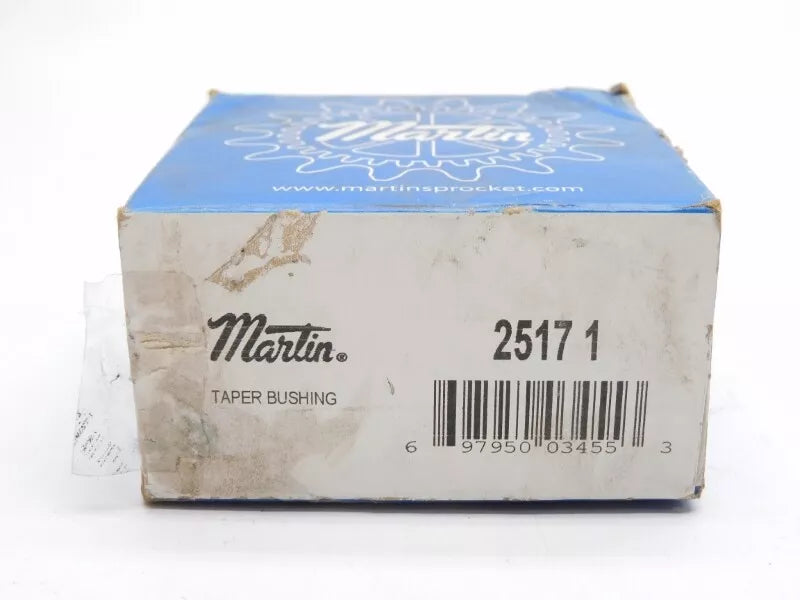 Martin
www.martinsprocket.com
Martin®
2517 1
TAPER BUSHING
6 97950 03455 3